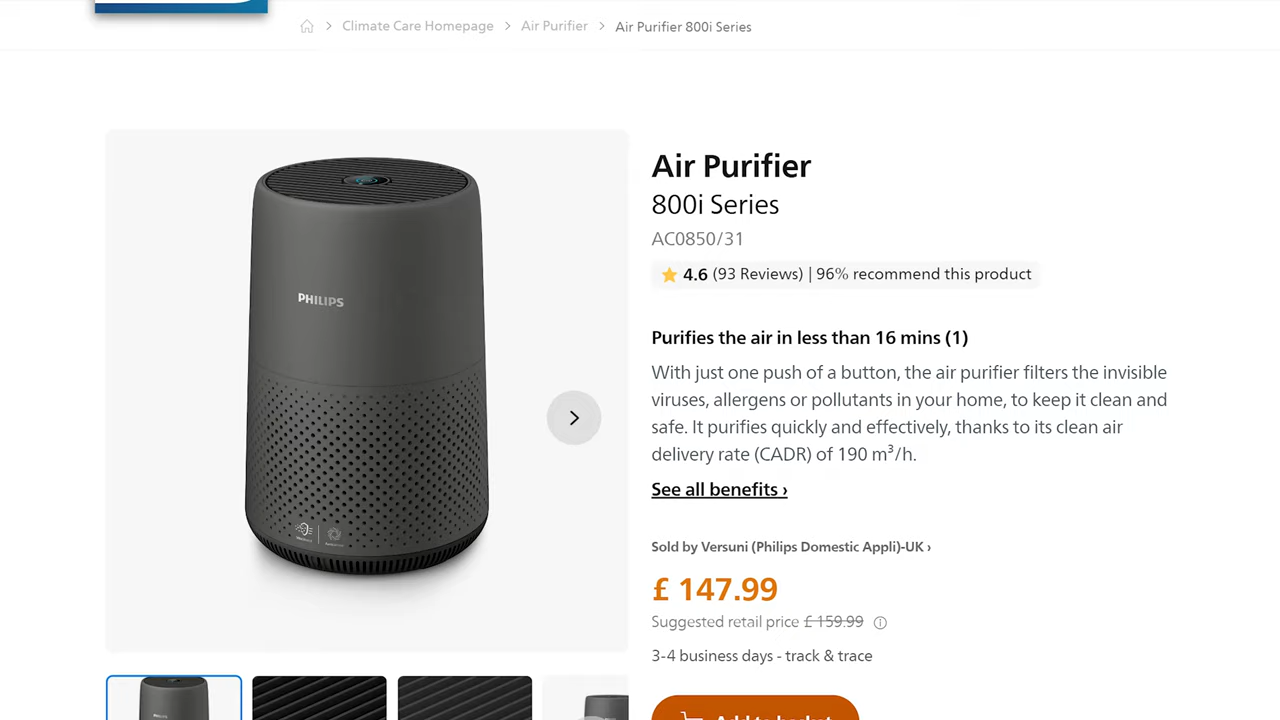 Climate Care Homepage > Air Purifier > Air Purifier 800i Series
PHILIPS
Air Purifier
800i Series
AC0850/31
4.6 (93 Reviews) | 96% recommend this product
Purifies the air in less than 16 mins (1)
With just one push of a button, the air purifier filters the invisible
viruses, allergens or pollutants in your home, to keep it clean and
safe. It purifies quickly and effectively, thanks to its clean air
delivery rate (CADR) of 190 m³/h.
See all benefits ›
Sold by Versuni (Philips Domestic Appli)-UK ›
£ 147.99
Suggested retail price £ 159.99
3-4 business days - track & trace
Add to basket